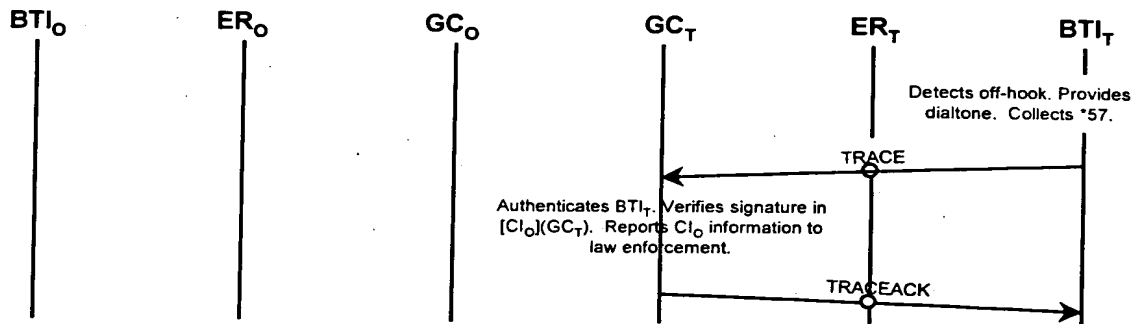 BTI_O ER_O GC_O GC_T ER_T BTI_T
Detects off-hook. Provides
dialtone. Collects *57.
TRACE
Authenticates BTI_T. Verifies signature in
[CI_O](GC_T). Reports CI_O information to
law enforcement.
TRACEACK